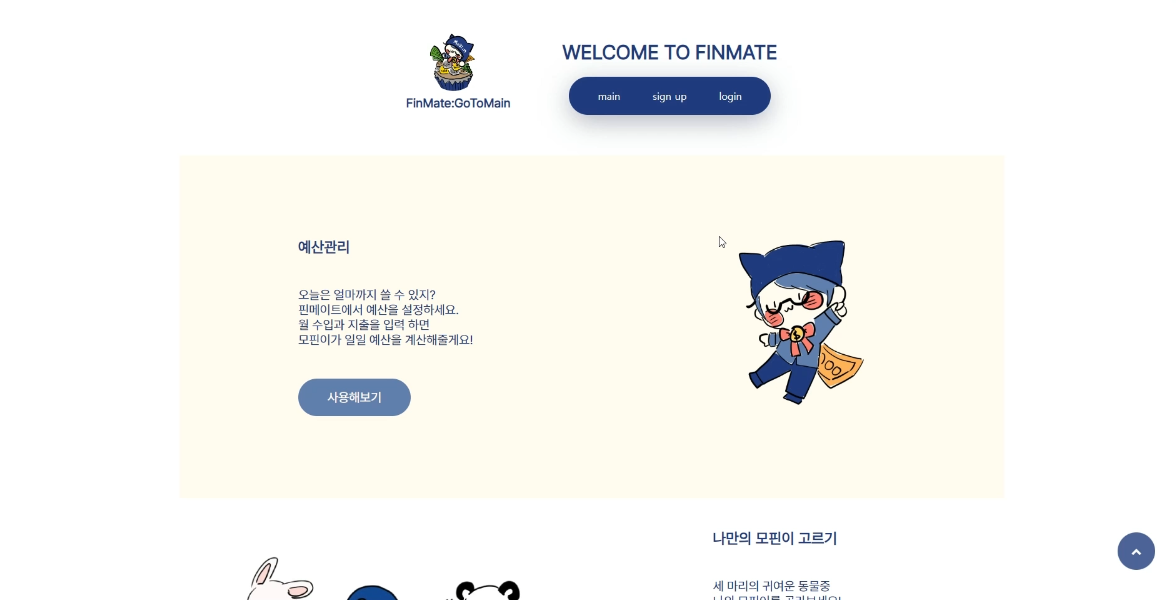 WELCOME TO FINMATE
FinMate:GoToMain
main
sign up
login
예산관리
오늘은 얼마까지 쓸 수 있지?
핀메이트에서 예산을 설정하세요.
월 수입과 지출을 입력 하면
모핀이가 일일 예산을 계산해줄게요!
사용해보기
나만의 모핀이 고르기
세 마리의 귀여운 동물중